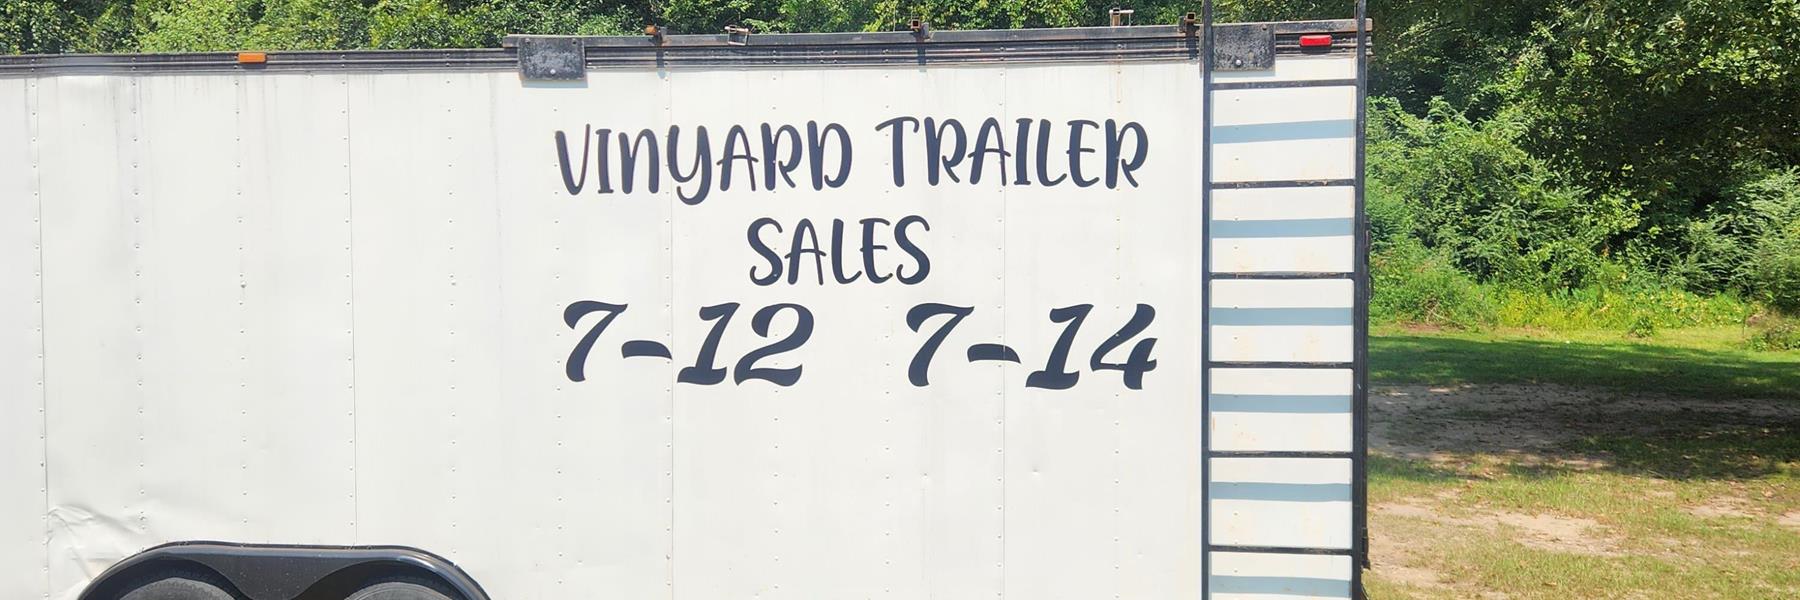 VINYARD TRAILER
SALES
7-12 7-14